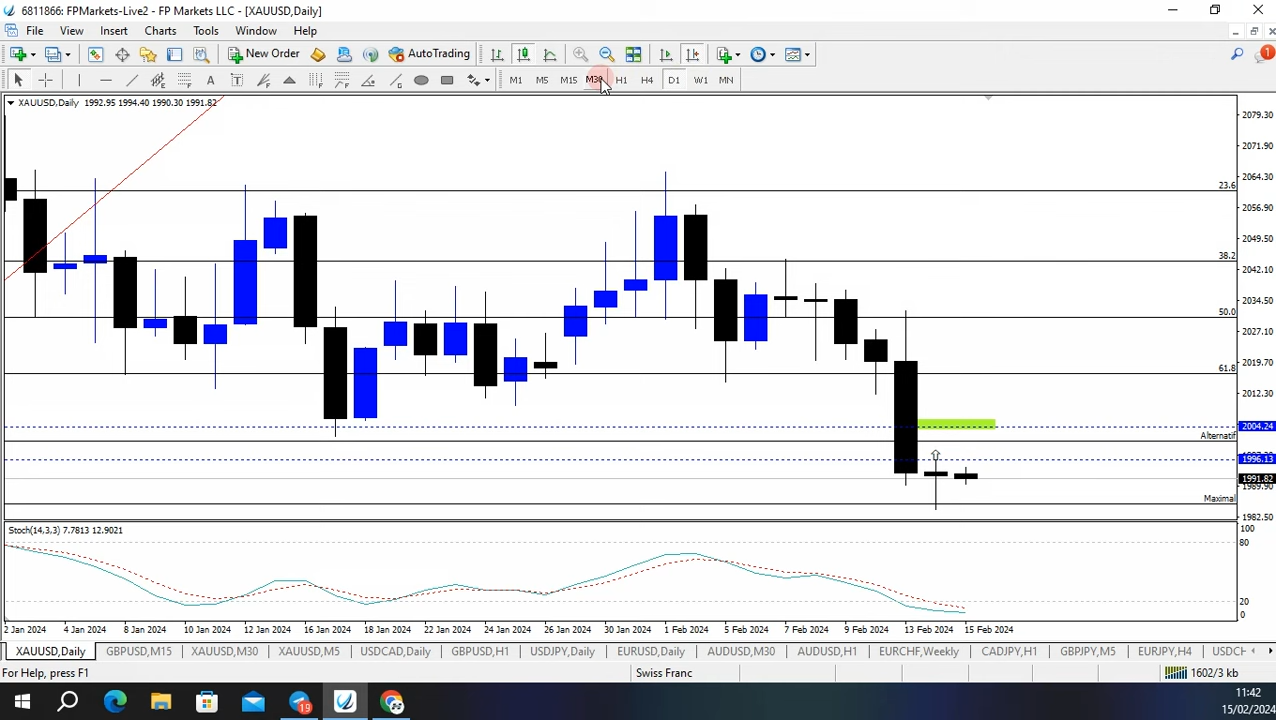 6811866: FPMarkets-Live2 - FP Markets LLC - [XAUUSD,Daily]
File View Insert Charts Tools Window Help
New Order AutoTrading 1
A T M1 M5 M15 M30 H1 H4 D1 W1 MN
XAUUSD,Daily 1992.95 1994.40 1990.30 1991.82
2079.30
2071.90
2064.30
23.6
2056.90
2049.50
38.2
2042.10
2034.50
50.0
2027.10
2019.70
61.8
2012.30
2004.24
Alternatif
1996.13
1991.82
1989.90
Maximal
1982.50
Stoch(14,3,3) 7.7813 12.9021
100
80
20
0
2 Jan 2024 4 Jan 2024 8 Jan 2024 10 Jan 2024 12 Jan 2024 16 Jan 2024 18 Jan 2024 22 Jan 2024 24 Jan 2024 26 Jan 2024 30 Jan 2024 1 Feb 2024 5 Feb 2024 7 Feb 2024 9 Feb 2024 13 Feb 2024 15 Feb 2024
XAUUSD,Daily GBPUSD,M15 XAUUSD,M30 XAUUSD,M5 USDCAD,Daily GBPUSD,H1 USDJPY,Daily EURUSD,Daily AUDUSD,M30 AUDUSD,H1 EURCHF,Weekly CADJPY,H1 GBPJPY,M5 EURJPY,H4 USDCH
For Help, press F1 Swiss Franc 1602/3 kb
19
11:42
15/02/2024